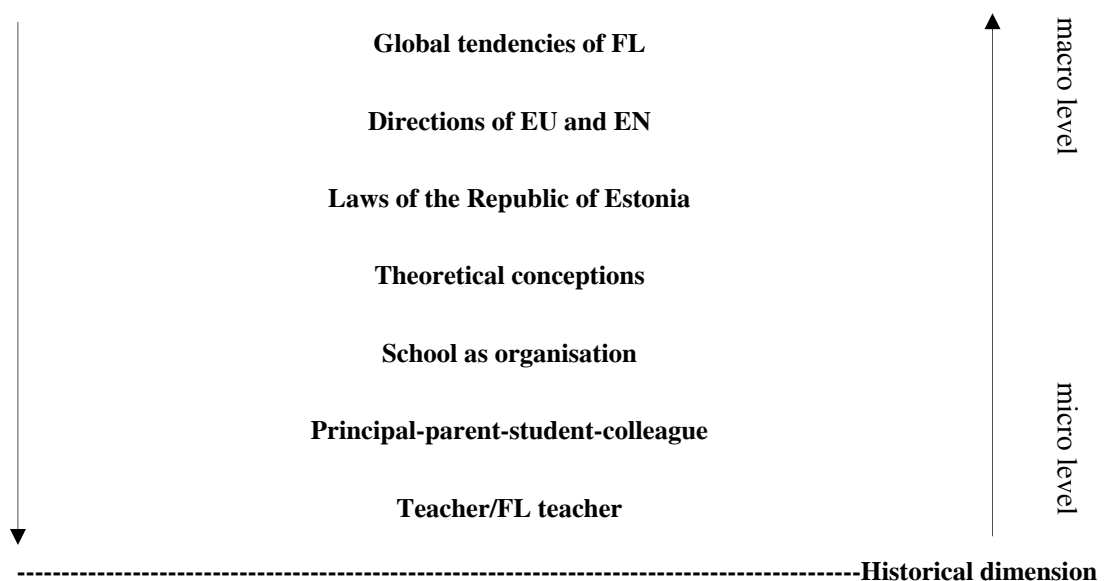 Global tendencies of FL
macro level
Directions of EU and EN
Laws of the Republic of Estonia
Theoretical conceptions
School as organisation
micro level
Principal-parent-student-colleague
Teacher/FL teacher
Historical dimension